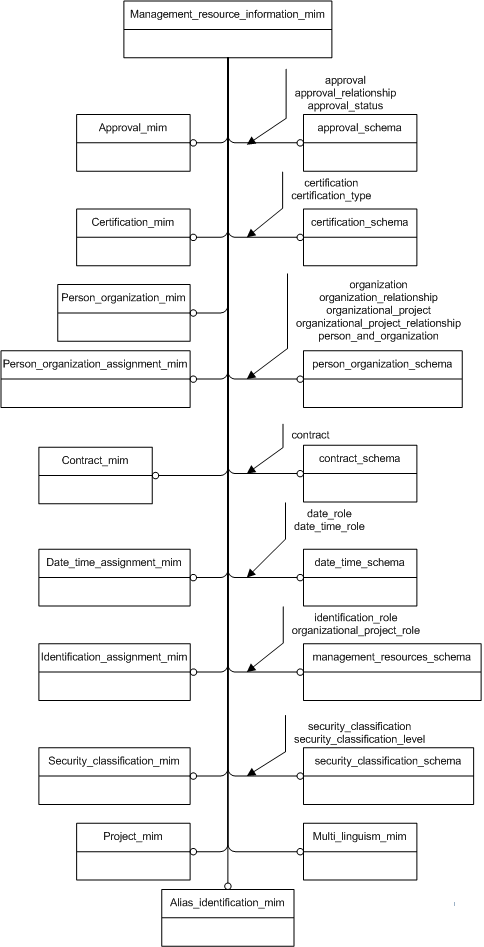 Management_resource_information_mim
approval
approval_relationship
approval_status
Approval_mim
approval_schema
certification
certification_type
Certification_mim
certification_schema
organization
organization_relationship
organizational_project
organizational_project_relationship
person_and_organization
Person_organization_mim
Person_organization_assignment_mim
person_organization_schema
contract
Contract_mim
contract_schema
date_role
date_time_role
Date_time_assignment_mim
date_time_schema
identification_role
organizational_project_role
Identification_assignment_mim
management_resources_schema
security_classification
security_classification_level
Security_classification_mim
security_classification_schema
Project_mim
Multi_linguism_mim
Alias_identification_mim